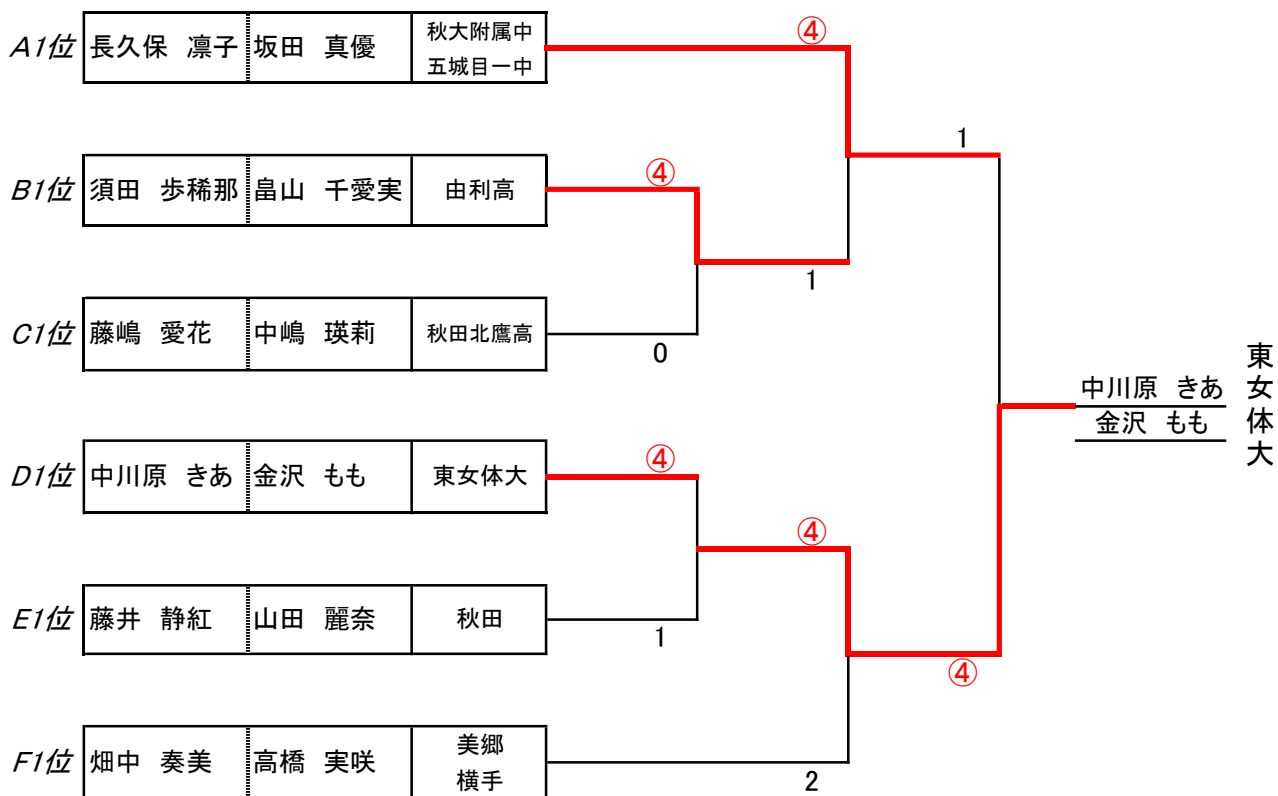 A1位 長久保 凛子 坂田 真優 秋大附属中
五城目一中
④
1
B1位 須田 歩稀那 畠山 千愛実 由利高
④
1
C1位 藤嶋 愛花 中嶋 瑛莉 秋田北鷹高
0
中川原 きあ
金沢 もも
東女体大
D1位 中川原 きあ 金沢 もも 東女体大
④
④
E1位 藤井 静紅 山田 麗奈 秋田
1
④
F1位 畑中 奏美 高橋 実咲 美郷
横手
2